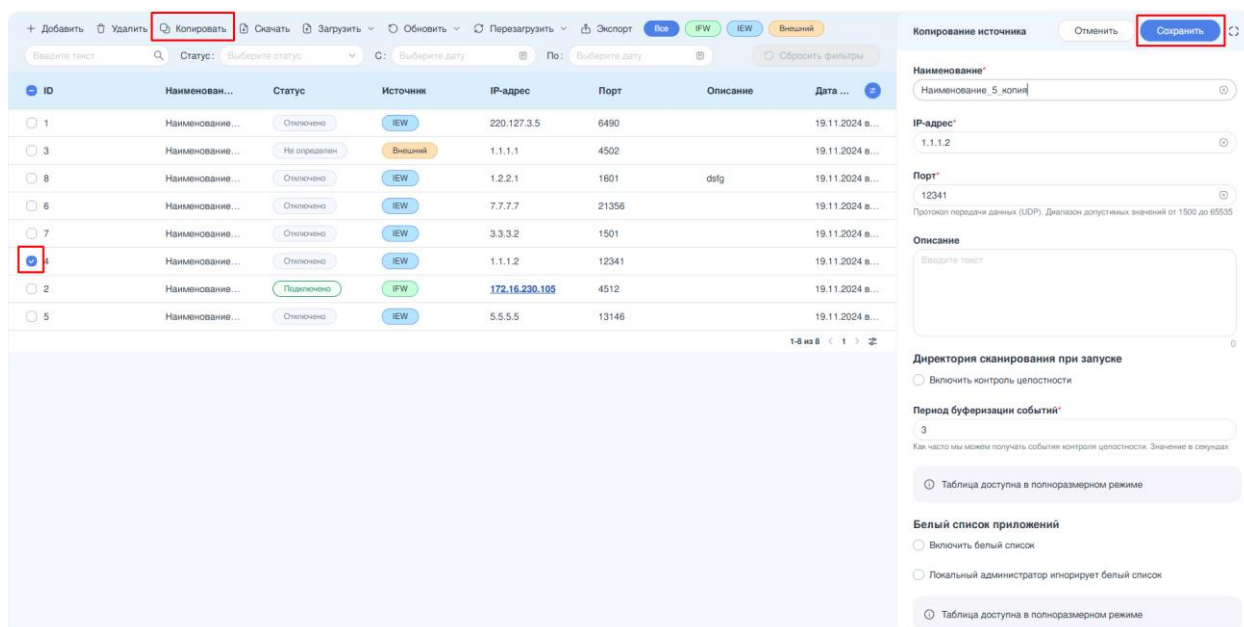 Добавить Удалить Копировать Скачать Загрузить Обновить Перезагрузить Экспорт Все IFW IEW Внешний
Введите текст Статус: Выберите статус С: Выберите дату По: Выберите дату Сбросить фильтры
ID Наименован... Статус Источник IP-адрес Порт Описание Дата ...
1 Наименование... Отключено IEW 220.127.3.5 6490 19.11.2024 в...
3 Наименование... Не определен Внешний 1.1.1.1 4502 19.11.2024 в...
8 Наименование... Отключено IEW 1.2.2.1 1601 dsfg 19.11.2024 в...
6 Наименование... Отключено IEW 7.7.7.7 21356 19.11.2024 в...
7 Наименование... Отключено IEW 3.3.3.2 1501 19.11.2024 в...
4 Наименование... Отключено IEW 1.1.1.2 12341 19.11.2024 в...
2 Наименование... Подключено IFW 172.16.230.105 4512 19.11.2024 в...
5 Наименование... Отключено IEW 5.5.5.5 13146 19.11.2024 в...
1-8 из 8 < 1 >
Копирование источника Отменить Сохранить
Наименование*
Наименование_5_копия
IP-адрес*
1.1.1.2
Порт*
12341
Протокол передачи данных (UDP). Диапазон допустимых значений от 1500 до 65535
Описание
Введите текст
0
Директория сканирования при запуске
Включить контроль целостности
Период буферизации событий*
3
Как часто мы можем получать события контроля целостности. Значение в секундах
Таблица доступна в полноразмерном режиме
Белый список приложений
Включить белый список
Локальный администратор игнорирует белый список
Таблица доступна в полноразмерном режиме